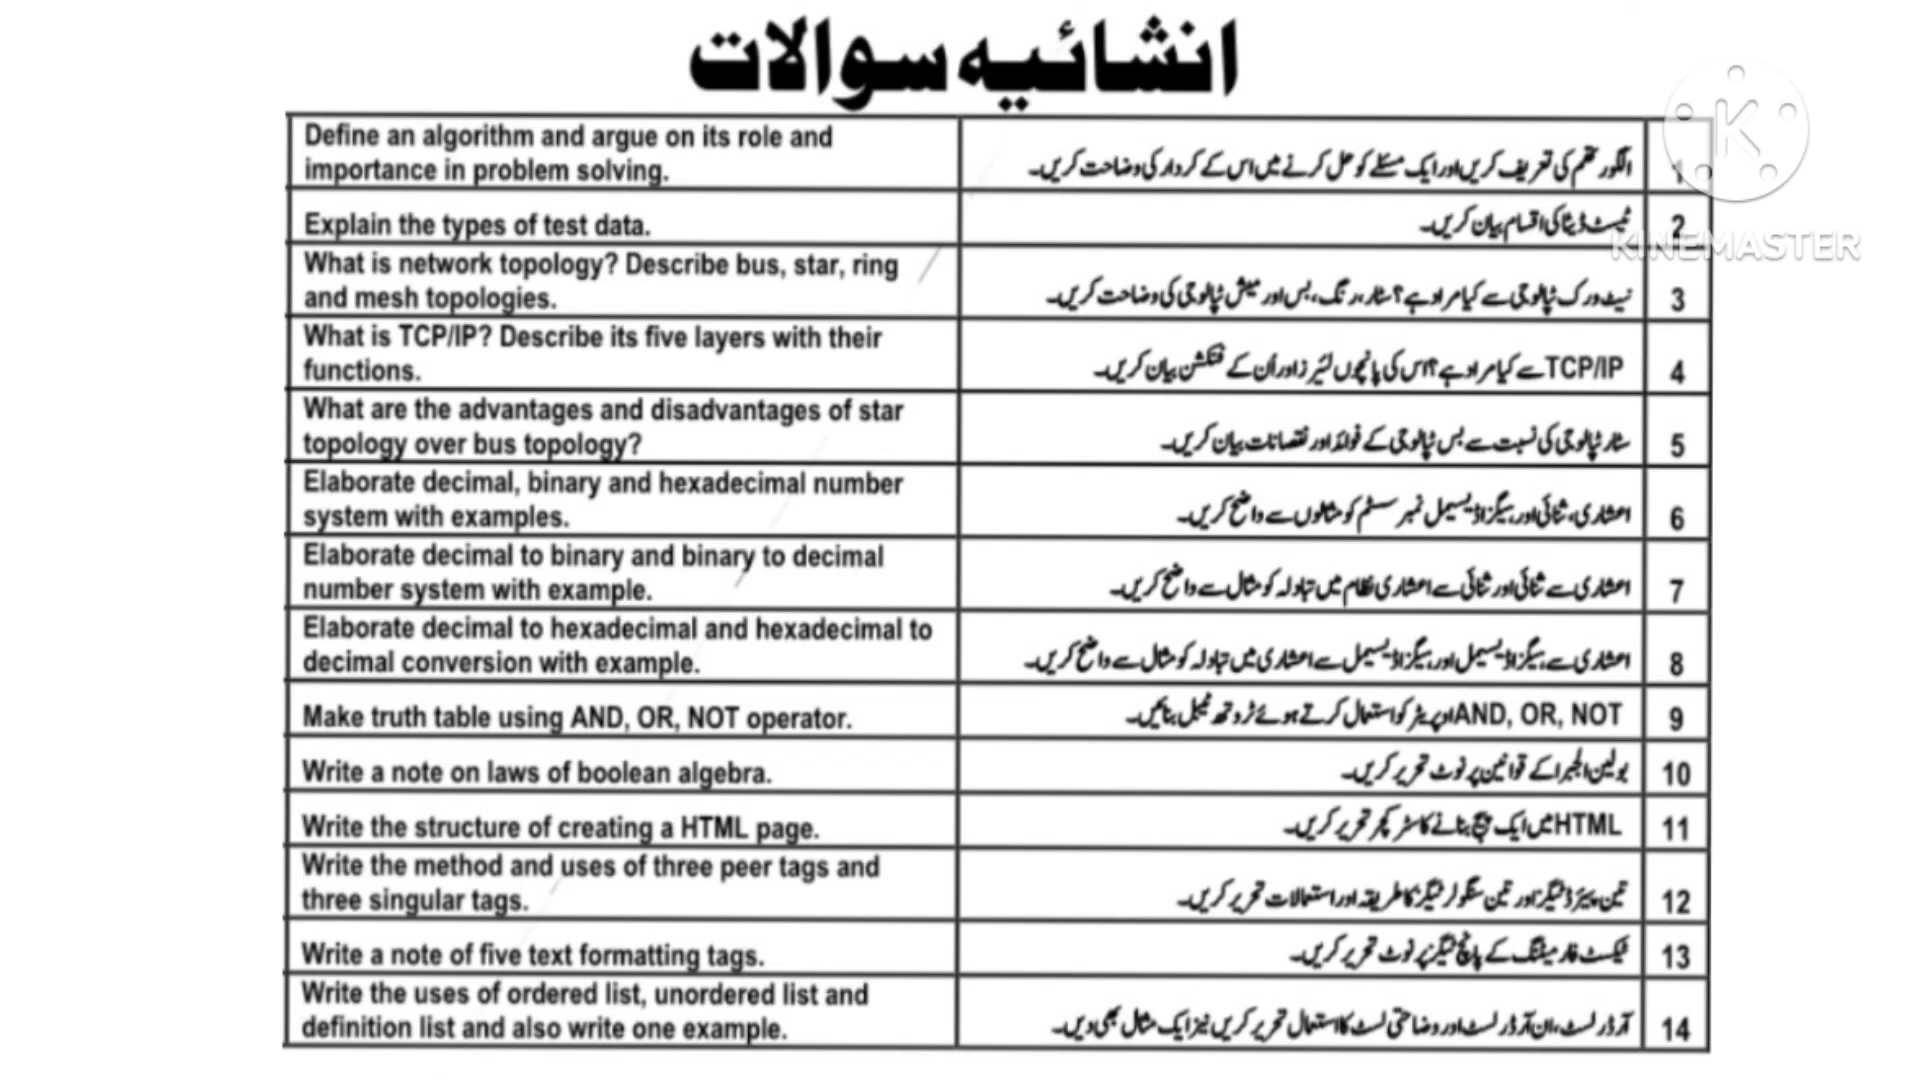 انشائیہ سوالات
Define an algorithm and argue on its role and
importance in problem solving.
الگورتھم کی تعریف کریں اور ایک مسئلے کو حل کرنے میں اس کے کردار کی وضاحت کریں۔
1
Explain the types of test data.
ٹیسٹ ڈیٹا کی اقسام بیان کریں۔
2
What is network topology? Describe bus, star, ring
and mesh topologies.
نیٹ ورک ٹپالوجی سے کیا مراد ہے؟ سٹار، رنگ، بس اور میش ٹپالوجی کی وضاحت کریں۔
3
What is TCP/IP? Describe its five layers with their
functions.
TCP/IP سے کیا مراد ہے؟ اس کی پانچوں لئیرز اور اُن کے فنکشن بیان کریں۔
4
What are the advantages and disadvantages of star
topology over bus topology?
سٹار ٹپالوجی کی نسبت سے بس ٹپالوجی کے فوائد اور نقصانات بیان کریں۔
5
Elaborate decimal, binary and hexadecimal number
system with examples.
اعشاری، ثنائی اور ہیگزاڈیسیمل نمبر سسٹم کو مثالوں سے واضح کریں۔
6
Elaborate decimal to binary and binary to decimal
number system with example.
اعشاری سے ثنائی اور ثنائی سے اعشاری نظام میں تبادلہ کو مثال سے واضح کریں۔
7
Elaborate decimal to hexadecimal and hexadecimal to
decimal conversion with example.
اعشاری سے ہیگزاڈیسیمل اور ہیگزاڈیسیمل سے اعشاری میں تبادلہ کو مثال سے واضح کریں۔
8
Make truth table using AND, OR, NOT operator.
AND, OR, NOT اوپریٹر کو استعمال کرتے ہوئے ٹروتھ ٹیبل بنائیں۔
9
Write a note on laws of boolean algebra.
بولین الجبرا کے قوانین پر نوٹ تحریر کریں۔
10
Write the structure of creating a HTML page.
HTML میں ایک پیج بنانے کا سٹرکچر تحریر کریں۔
11
Write the method and uses of three peer tags and
three singular tags.
تین پیئرڈ ٹیگز اور تین سنگولر ٹیگز کا طریقہ اور استعمالات تحریر کریں۔
12
Write a note of five text formatting tags.
ٹیکسٹ فارمیٹنگ کے پانچ ٹیگز پر نوٹ تحریر کریں۔
13
Write the uses of ordered list, unordered list and
definition list and also write one example.
آرڈر لسٹ، ان آرڈر لسٹ اور وضاحتی لسٹ کا استعمال تحریر کریں نیز ایک مثال بھی دیں۔
14
K
KINEMASTER